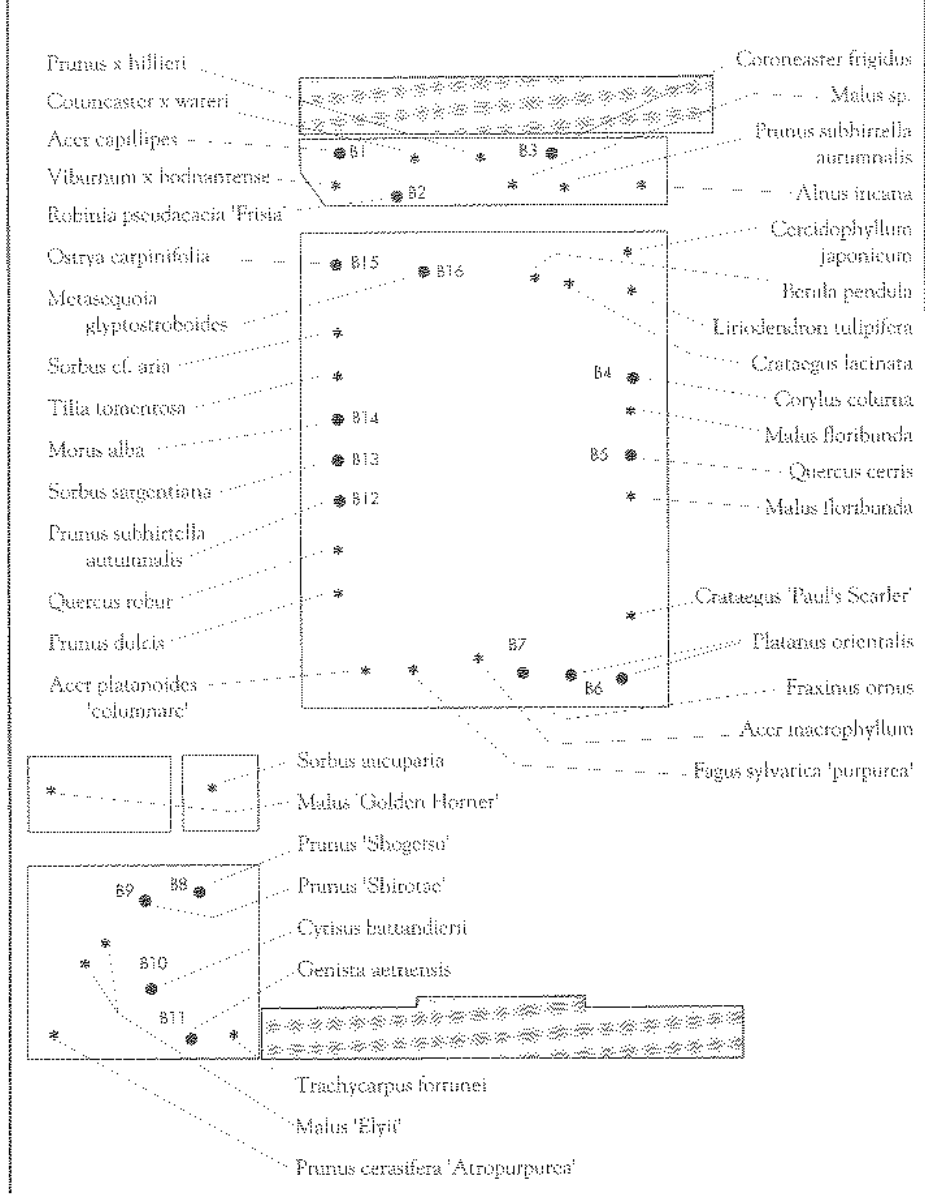 Prunus x hillieri
Cotoneaster x wateri
Acer capillipes
Viburnum x bodnantense
Robinia pseudacacia 'Frisia'
Ostrya carpinifolia
Metasequoia
glyptostroboides
Sorbus cf. aria
Tilia tomentosa
Morus alba
Sorbus sargentiana
Prunus subhirtella
autumnalis
Quercus robur
Prunus dulcis
Acer platanoides
'columnare'
Cotoneaster frigidus
Malus sp.
Prunus subhirtella
autumnalis
Alnus incana
Cercidophyllum
japonicum
Betula pendula
Liriodendron tulipifera
Crataegus lacinata
Corylus colurna
Malus floribunda
Quercus cerris
Malus floribunda
Crataegus 'Paul's Scarlet'
Platanus orientalis
Fraxinus ornus
Acer macrophyllum
Fagus sylvatica 'purpurea'
B1
B3
B2
B15
B16
B4
B14
B5
B13
B12
B7
B6
Sorbus aucuparia
Malus 'Golden Hornet'
Prunus 'Shogetsu'
Prunus 'Shirotae'
Cytisus battandierii
Genista aetnensis
B9
B8
B10
B11
Trachycarpus fortunei
Malus 'Elyii'
Prunus cerasifera 'Atropurpurea'